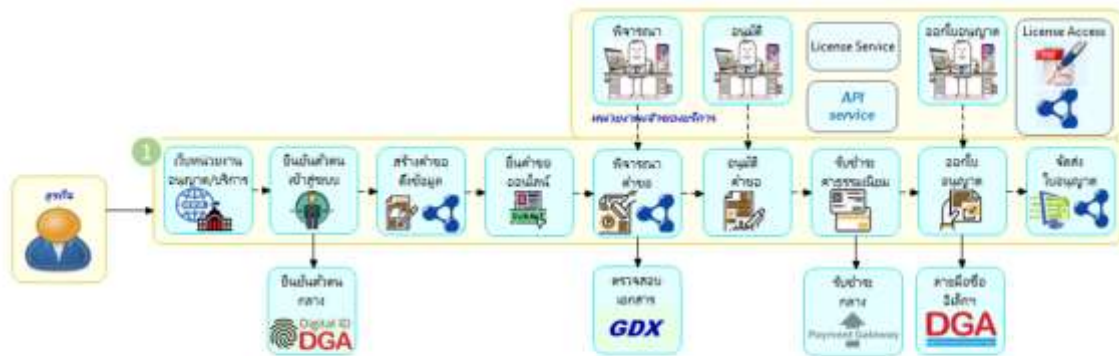 พิจารณา
อนุมัติ
License Service
ออกใบอนุญาต
License Access
API
service
หน่วยงานเจ้าของบริการ
1
ธุรกิจ
เว็บหน่วยงาน
อนุญาต/บริการ
ยืนยันตัวตน
เข้าสู่ระบบ
สร้างคำขอ
ดึงข้อมูล
ยื่นคำขอ
ออนไลน์
พิจารณา
คำขอ
อนุมัติ
คำขอ
รับชำระ
ค่าธรรมเนียม
ออกใบ
อนุญาต
จัดส่ง
ใบอนุญาต
ยืนยันตัวตน
กลาง
Digital ID
DGA
ตรวจสอบ
เอกสาร
GDX
รับชำระ
กลาง
Payment Gateway
ลายมือชื่อ
อิเล็กฯ
DGA